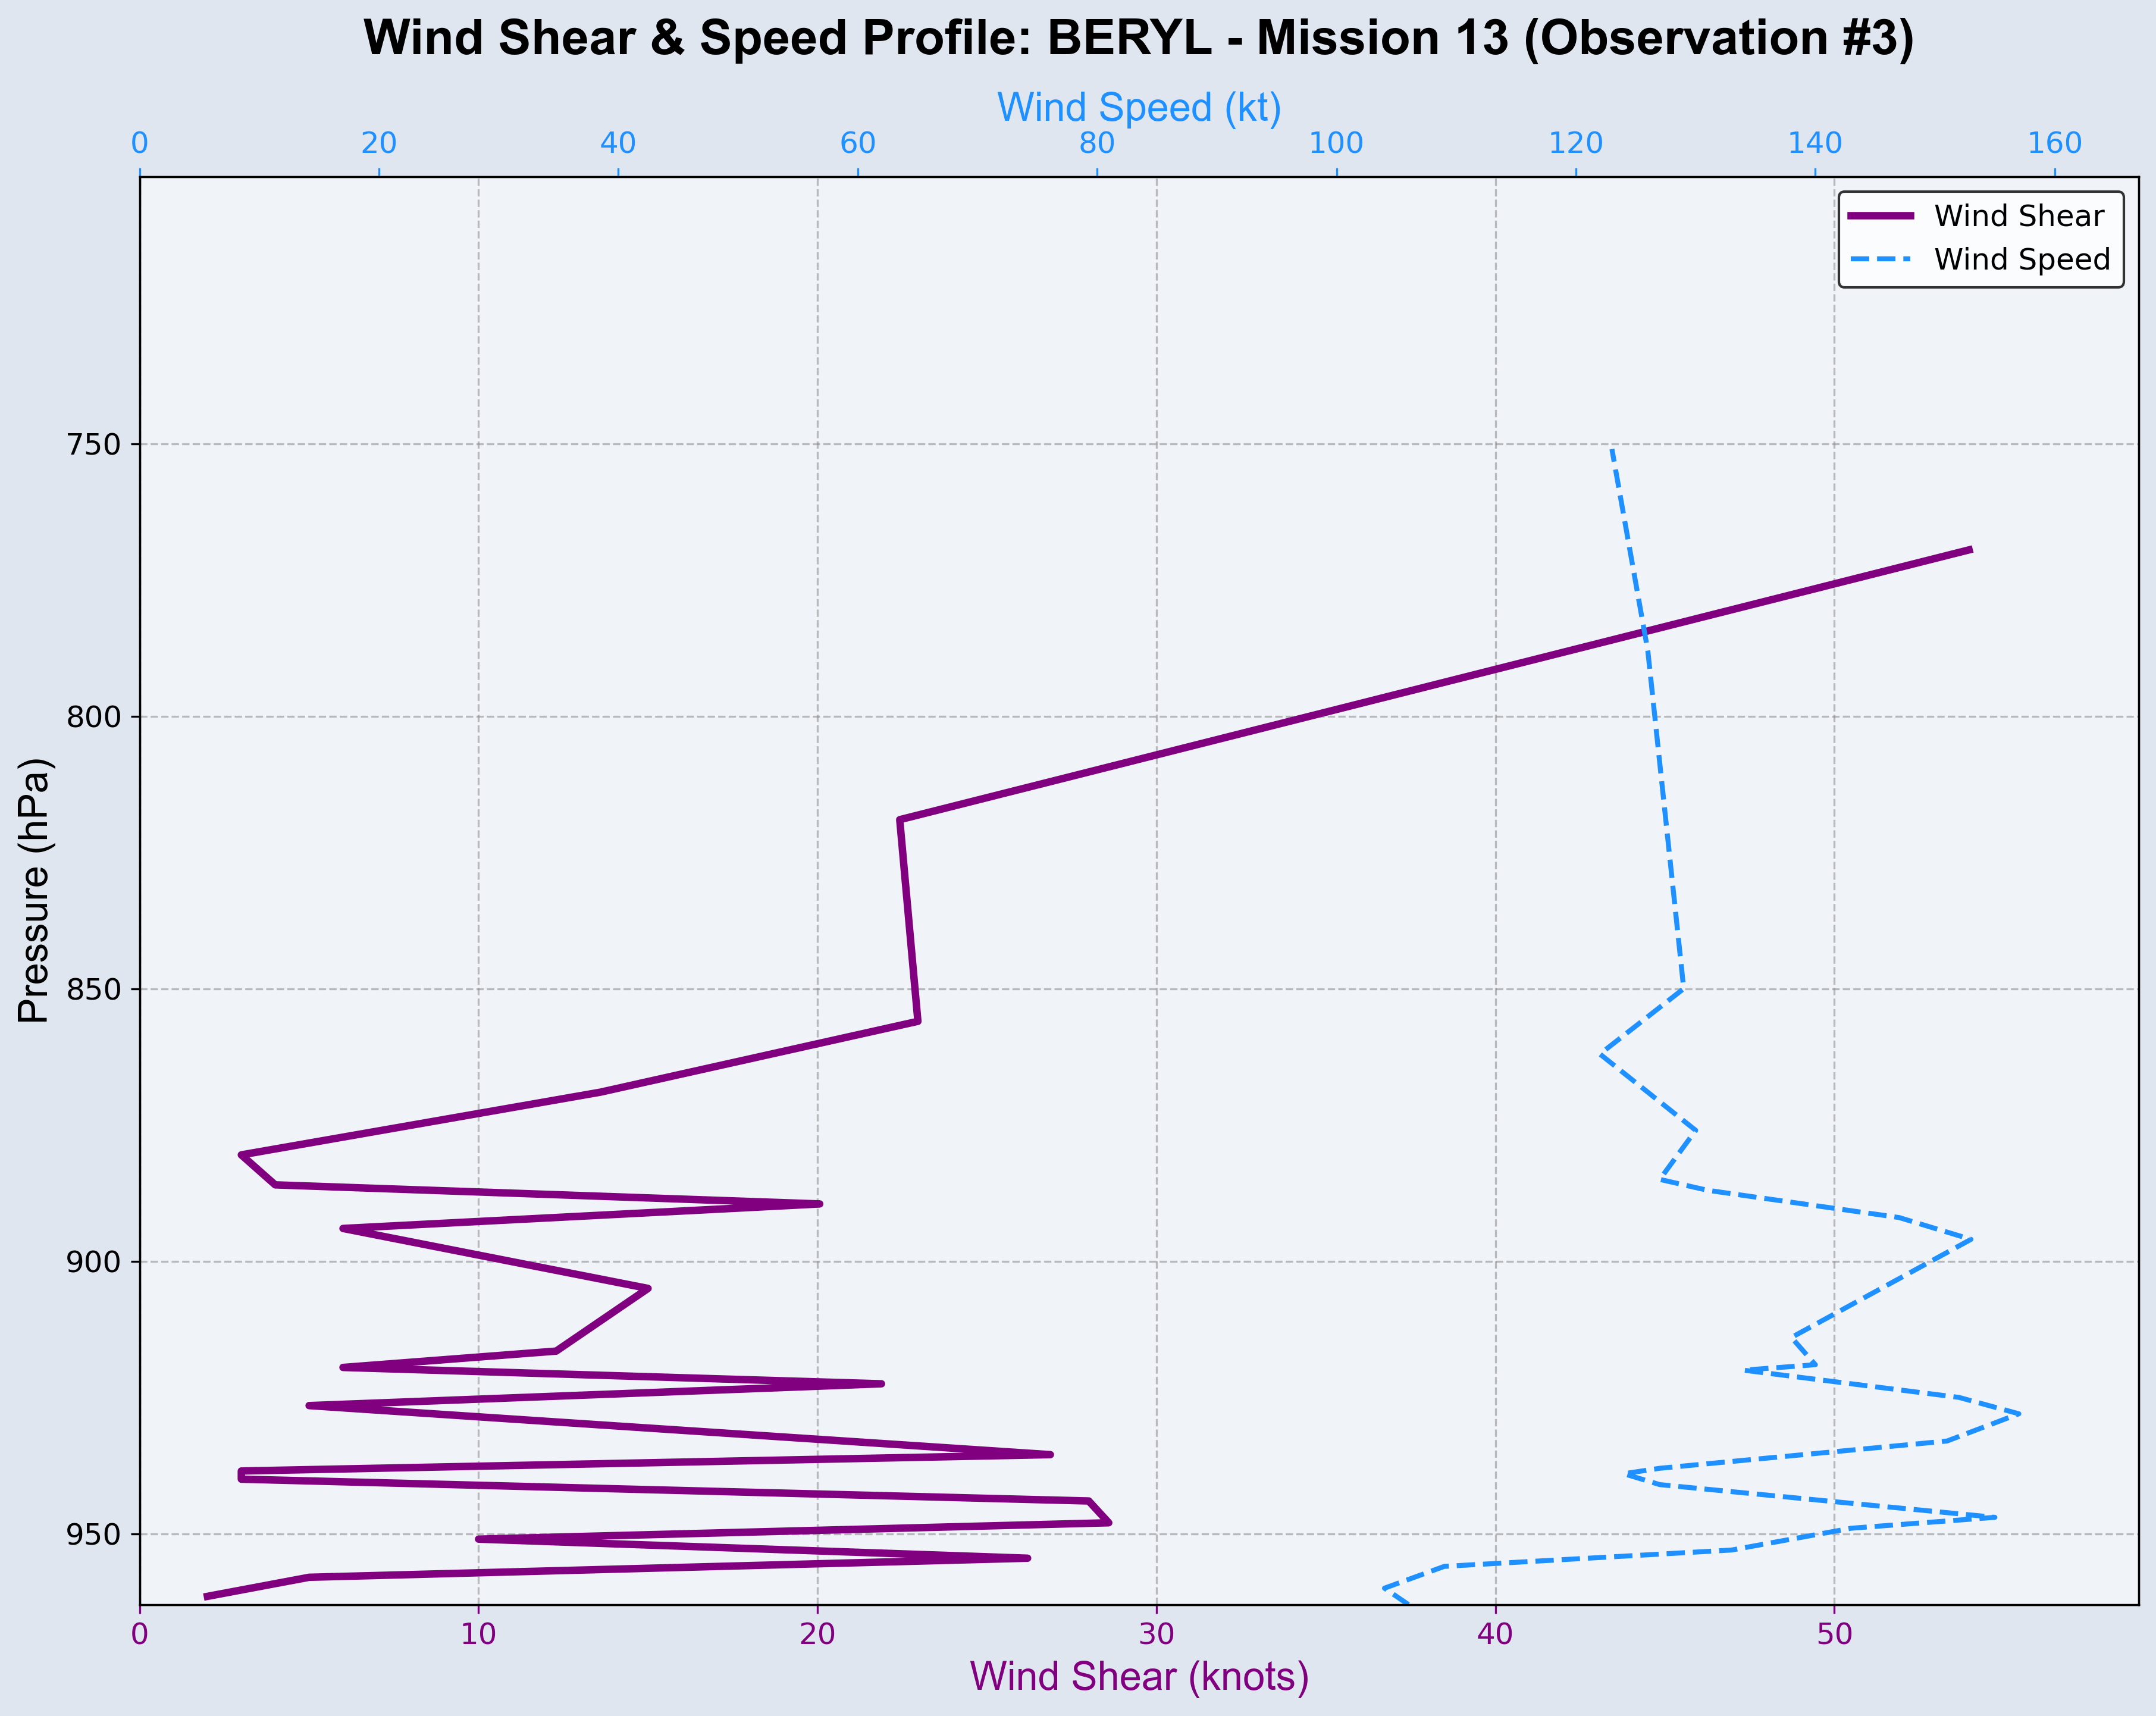 Wind Shear & Speed Profile: BERYL - Mission 13 (Observation #3)
Wind Speed (kt)
0 20 40 60 80 100 120 140 160
Wind Shear
Wind Speed
Pressure (hPa)
750
800
850
900
950
0 10 20 30 40 50
Wind Shear (knots)